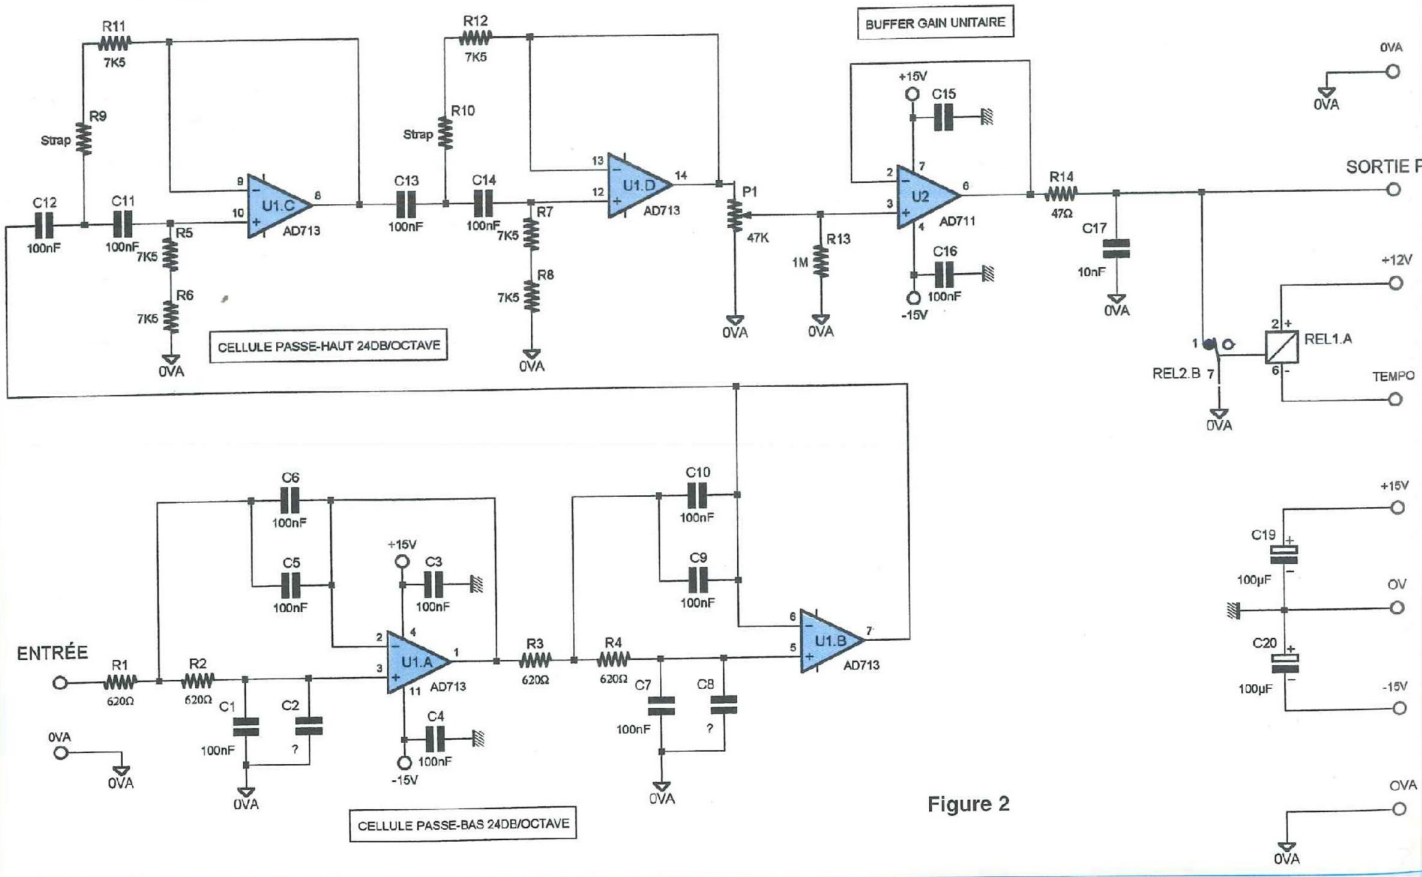 R11
7K5
R12
7K5
BUFFER GAIN UNITAIRE
0VA
0VA
+15V
C15
R9
Strap
R10
Strap
9
8
10
U1.C
AD713
C12
100nF
C11
100nF
R5
7K5
R6
7K5
0VA
C13
100nF
C14
100nF
13
14
12
U1.D
AD713
R7
7K5
R8
7K5
0VA
P1
47K
0VA
R13
1M
0VA
2
7
3
6
4
U2
AD711
C16
100nF
-15V
R14
47Ω
C17
10nF
0VA
SORTIE P
+12V
2 +
REL1.A
6 -
1
REL2.B 7
0VA
TEMPO
CELLULE PASSE-HAUT 24DB/OCTAVE
C6
100nF
C5
100nF
+15V
C3
100nF
C10
100nF
C9
100nF
ENTRÉE
R1
620Ω
R2
620Ω
2
4
3
1
11
U1.A
AD713
C1
100nF
C2
?
0VA
C4
100nF
-15V
0VA
0VA
R3
620Ω
R4
620Ω
C7
100nF
C8
?
0VA
6
5
7
U1.B
AD713
+15V
C19
+
-
100µF
0V
C20
+
-
100µF
-15V
CELLULE PASSE-BAS 24DB/OCTAVE
Figure 2
0VA
0VA